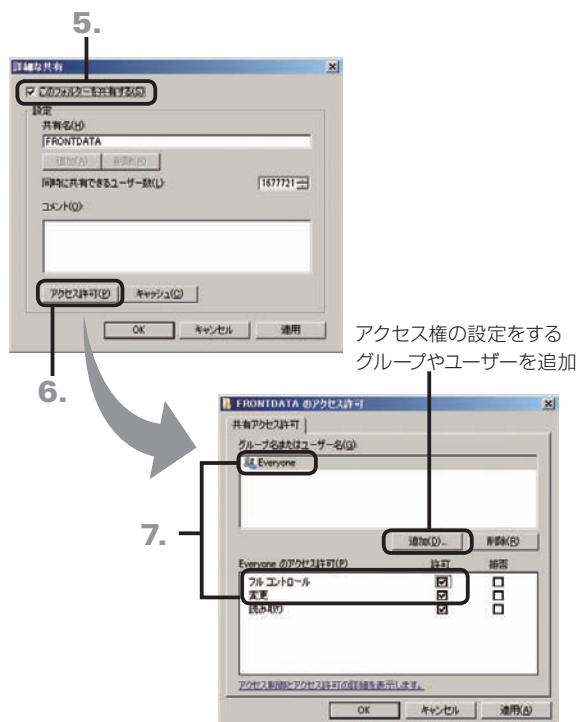 5.
詳細な共有
このフォルダーを共有する(S)
設定
共有名(H)
FRONTDATA
追加(A) 削除(R)
同時に共有できるユーザー数(L): 1677721
コメント(O):
アクセス許可(P) キャッシュ(C)
OK キャンセル 適用
6.
アクセス権の設定をする
グループやユーザーを追加
FRONTDATA のアクセス許可
共有アクセス許可
グループ名またはユーザー名(G):
Everyone
7.
追加(D)... 削除(R)
Everyone のアクセス許可(P) 許可 拒否
フル コントロール
変更
読み取り
アクセス制御とアクセス許可の詳細を表示します。
OK キャンセル 適用(A)